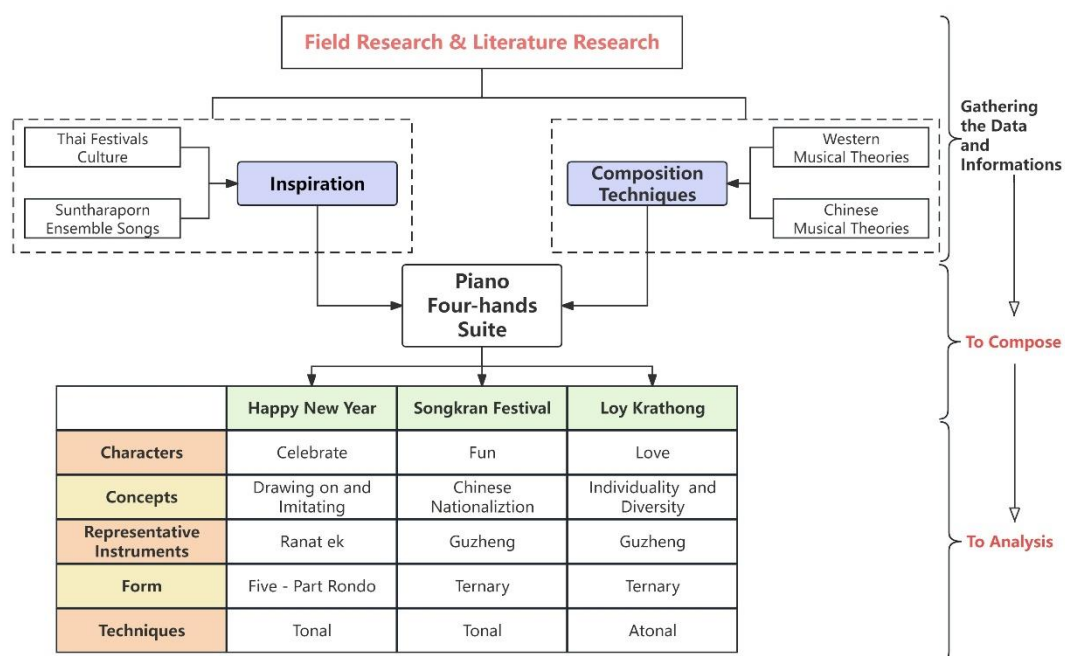 Field Research & Literature Research
Thai Festivals
Culture
Suntharaporn
Ensemble Songs
Inspiration
Composition
Techniques
Western
Musical Theories
Chinese
Musical Theories
Gathering
the Data
and
Informations
Piano
Four-hands
Suite
To Compose
Happy New Year Songkran Festival Loy Krathong
Characters Celebrate Fun Love
Concepts Drawing on and Imitating Chinese Nationaliztion Individuality and Diversity
Representative Instruments Ranat ek Guzheng Guzheng
Form Five - Part Rondo Ternary Ternary
Techniques Tonal Tonal Atonal
To Analysis